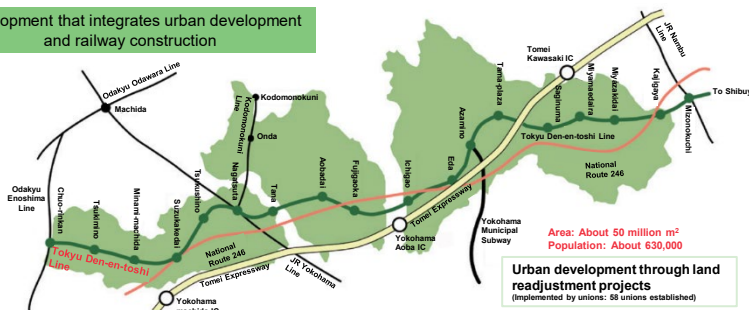 opment that integrates urban development
and railway construction
Odakyu Odawara Line
Machida
Kodomonokuni
Line
Kodomonokuni
Onda
Tomei
Kawasaki IC
JR Nambu
Line
To Shibuy
Odakyu
Enoshima
Line
Chuo-rinkan
Tsukimino
Minami-machida
Suzukakedai
Tsukushino
Nagatsuta
Tana
Aobadai
Fujigaoka
Ichigao
Eda
Azamino
Tama-plaza
Saginuma
Miyamaedaira
Miyazakidai
Kajigaya
Mizonokuchi
Tokyu Den-en-toshi Line
National
Route 246
Tokyu Den-en-toshi
Line
National
Route 246
Tomei Expressway
JR Yokohama
Line
Tomei Expressway
Yokohama
Aoba IC
Yokohama
Municipal
Subway
Yokohama
Area: About 50 million m²
Population: About 630,000
Urban development through land
readjustment projects
(Implemented by unions: 58 unions established)